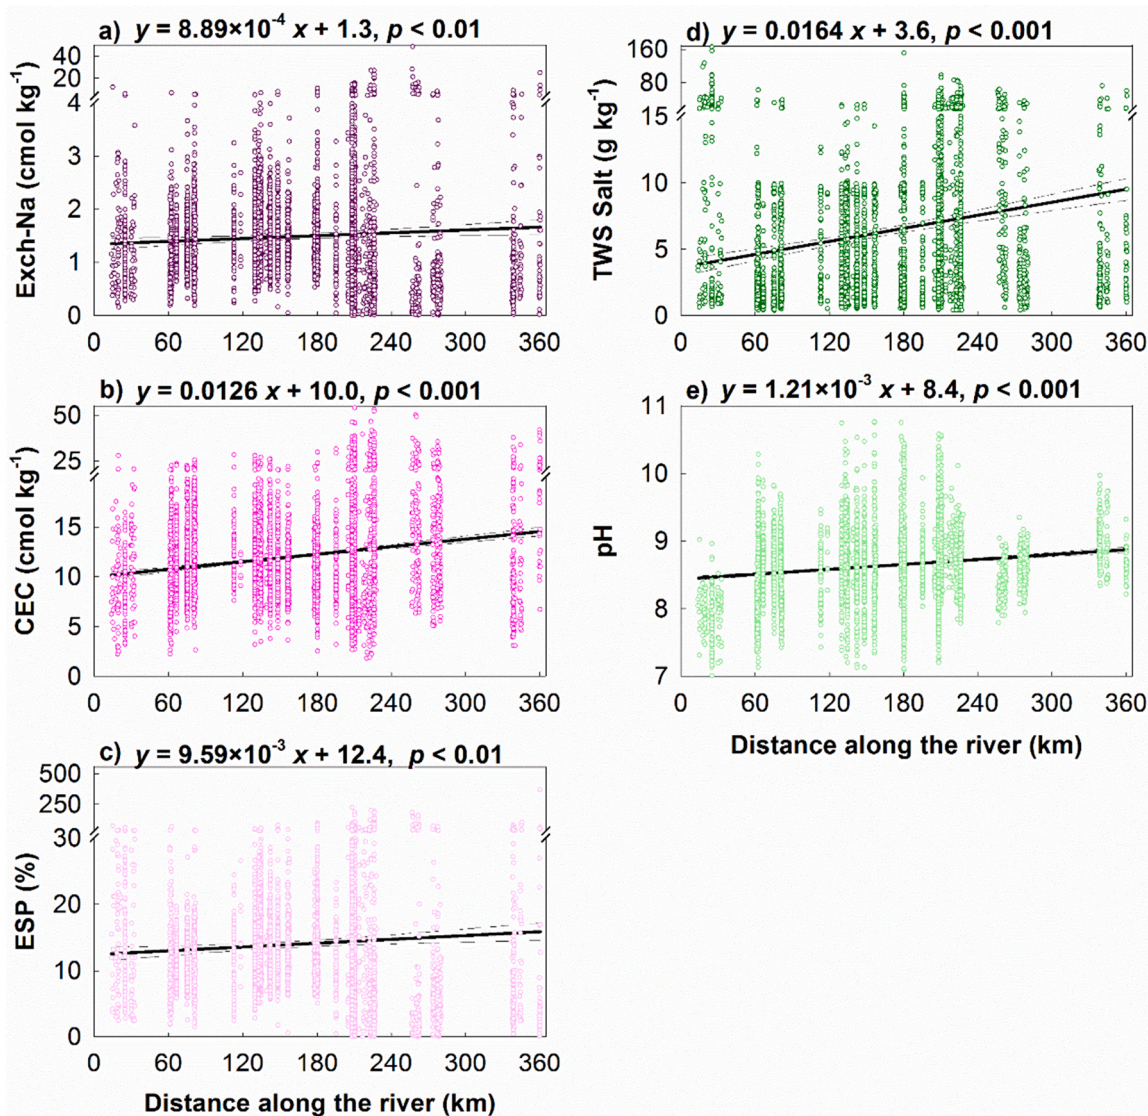 a) y = 8.89×10⁻⁴ x + 1.3, p < 0.01
40
20
4
3
2
1
0
Exch-Na (cmol kg⁻¹)
0 60 120 180 240 300 360
d) y = 0.0164 x + 3.6, p < 0.001
160
80
15
10
5
0
TWS Salt (g kg⁻¹)
0 60 120 180 240 300 360
b) y = 0.0126 x + 10.0, p < 0.001
50
25
15
10
5
0
CEC (cmol kg⁻¹)
0 60 120 180 240 300 360
e) y = 1.21×10⁻³ x + 8.4, p < 0.001
11
10
9
8
7
pH
0 60 120 180 240 300 360
Distance along the river (km)
c) y = 9.59×10⁻³ x + 12.4, p < 0.01
500
250
30
20
10
0
ESP (%)
0 60 120 180 240 300 360
Distance along the river (km)